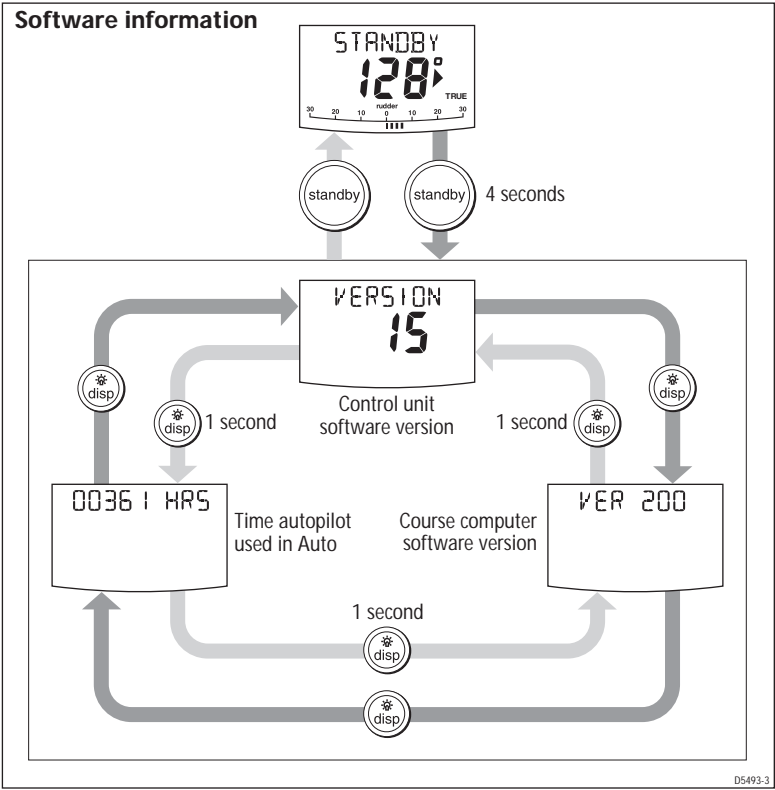 Software information
STANDBY
128°
TRUE
rudder
30 20 10 0 10 20 30
standby
standby
4 seconds
VERSION
15
disp
disp
disp
1 second
Control unit
software version
1 second
disp
00361 HRS
Time autopilot
used in Auto
Course computer
software version
VER 200
1 second
disp
disp
D5493-3